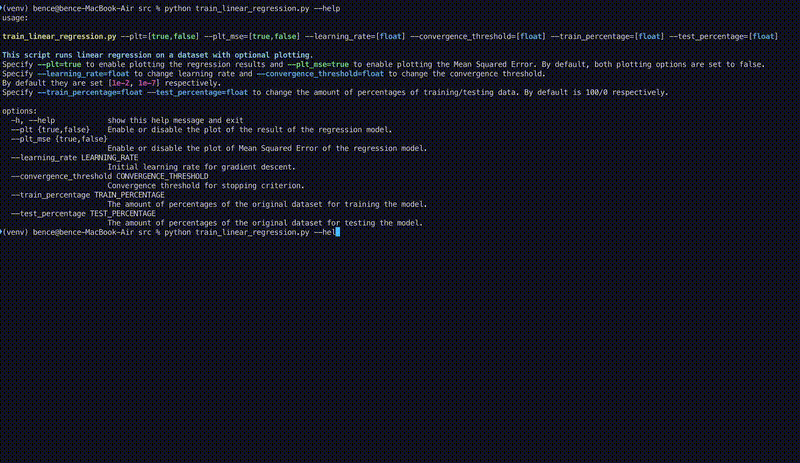 (venv) bence@bence-MacBook-Air src % python train_linear_regression.py --help
usage:
train_linear_regression.py --plt=[true,false] --plt_mse=[true,false] --learning_rate=[float] --convergence_threshold=[float] --train_percentage=[float] --test_percentage=[float]
This script runs linear regression on a dataset with optional plotting.
Specify --plt=true to enable plotting the regression results and --plt_mse=true to enable plotting the Mean Squared Error. By default, both plotting options are set to false.
Specify --learning_rate=float to change learning rate and --convergence_threshold=float to change the convergence threshold.
By default they are set [1e-2, 1e-7] respectively.
Specify --train_percentage=float --test_percentage=float to change the amount of percentages of training/testing data. By default is 100/0 respectively.
options:
-h, --help show this help message and exit
--plt {true,false} Enable or disable the plot of the result of the regression model.
--plt_mse {true,false}
Enable or disable the plot of Mean Squared Error of the regression model.
--learning_rate LEARNING_RATE
Initial learning rate for gradient descent.
--convergence_threshold CONVERGENCE_THRESHOLD
Convergence threshold for stopping criterion.
--train_percentage TRAIN_PERCENTAGE
The amount of percentages of the original dataset for training the model.
--test_percentage TEST_PERCENTAGE
The amount of percentages of the original dataset for testing the model.
(venv) bence@bence-MacBook-Air src % python train_linear_regression.py --hel